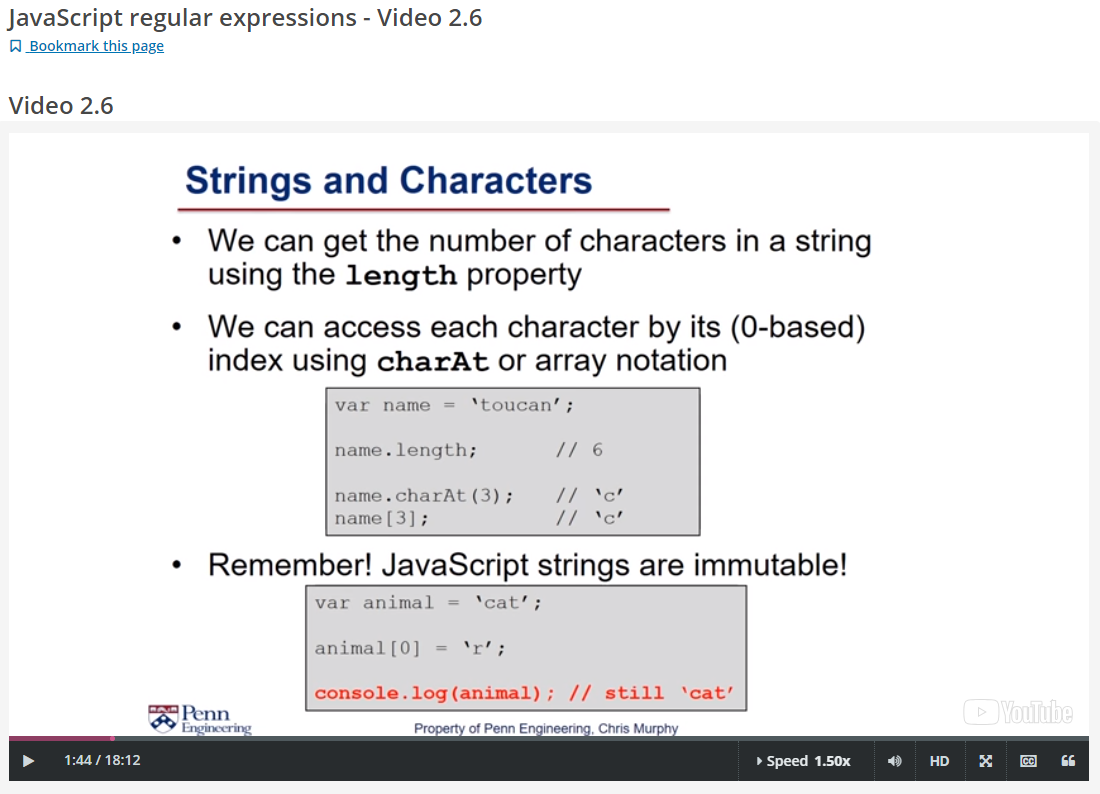 JavaScript regular expressions - Video 2.6
Bookmark this page
Video 2.6
Strings and Characters
• We can get the number of characters in a string
using the length property
• We can access each character by its (0-based)
index using charAt or array notation
var name = ‘toucan’;
name.length; // 6
name.charAt(3); // ‘c’
name[3]; // ‘c’
• Remember! JavaScript strings are immutable!
var animal = ‘cat’;
animal[0] = ‘r’;
console.log(animal); // still ‘cat’
Penn
Engineering
Property of Penn Engineering, Chris Murphy
YouTube
1:44 / 18:12
Speed 1.50x
HD
CC